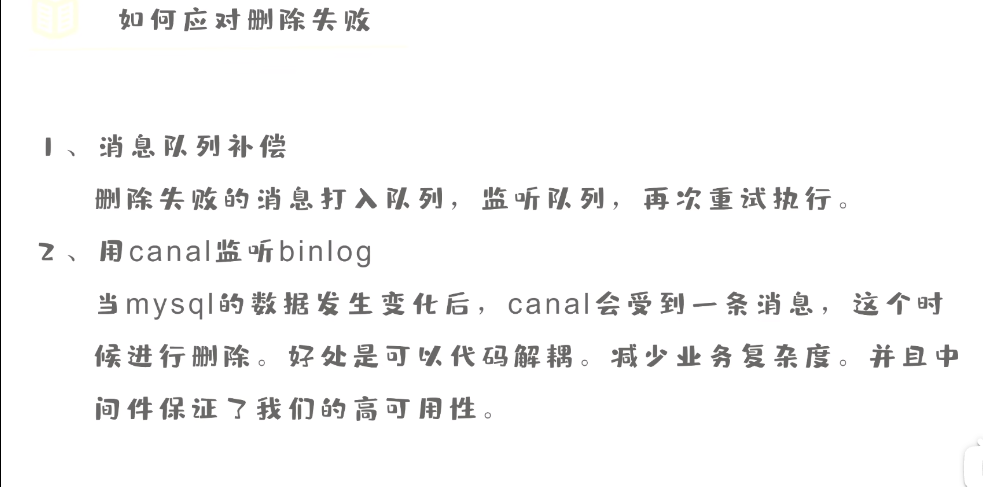 如何应对删除失败
1、消息队列补偿
删除失败的消息打入队列，监听队列，再次重试执行。
2、用canal监听binlog
当mysql的数据发生变化后，canal会受到一条消息，这个时
候进行删除。好处是可以代码解耦。减少业务复杂度。并且中
间件保证了我们的高可用性。